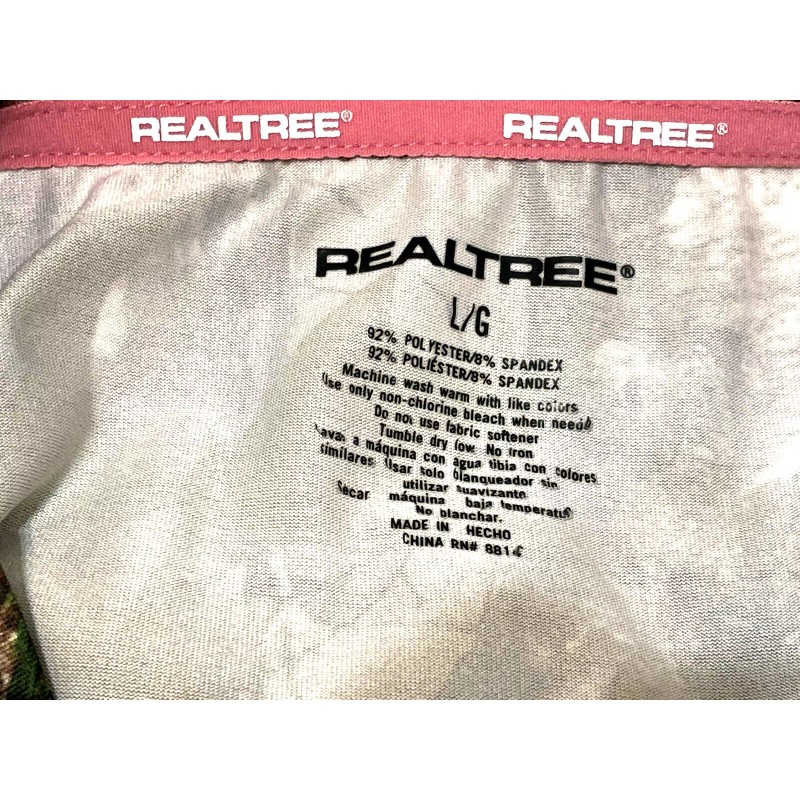 REALTREE® REALTREE®
REALTREE®
L/G
92% POLYESTER/8% SPANDEX
92% POLIÉSTER/8% SPANDEX
Machine wash warm with like colors
Use only non-chlorine bleach when needed
Do not use fabric softener
Tumble dry low. No Iron
Lavar a máquina con agua tibia con colores
similares Usar solo blanqueador sin
utilizar suavizante
Secar máquina baja temperatu
No blanchar.
MADE IN HECHO
CHINA RN# 881